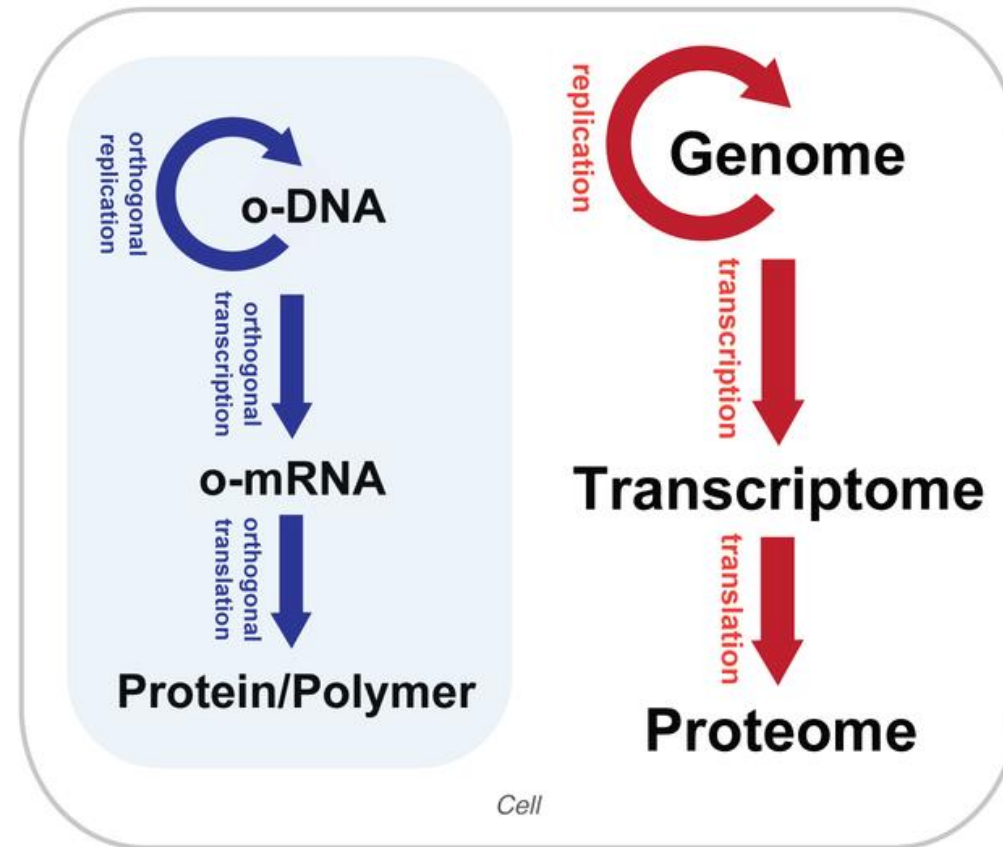 orthogonal
replication
o-DNA
orthogonal
transcription
o-mRNA
orthogonal
translation
Protein/Polymer
replication
Genome
transcription
Transcriptome
translation
Proteome
Cell